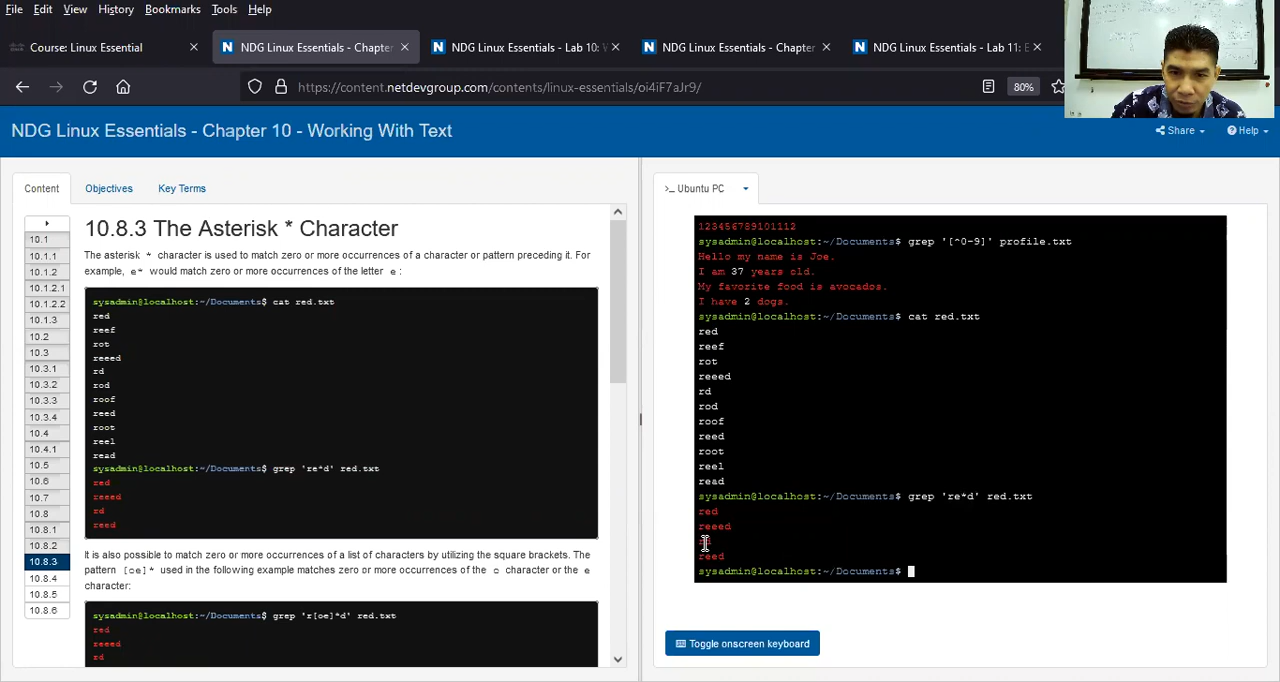 File Edit View History Bookmarks Tools Help
Course: Linux Essential
NDG Linux Essentials - Chapter
NDG Linux Essentials - Lab 10:
NDG Linux Essentials - Chapter
NDG Linux Essentials - Lab 11:
https://content.netdevgroup.com/contents/linux-essentials/oi4iF7aJr9/
80%
NDG Linux Essentials - Chapter 10 - Working With Text
Share
Help
Content Objectives Key Terms
10.1
10.1.1
10.1.2
10.1.2.1
10.1.2.2
10.1.3
10.2
10.3
10.3.1
10.3.2
10.3.3
10.3.4
10.4
10.4.1
10.5
10.6
10.7
10.8
10.8.1
10.8.2
10.8.3
10.8.4
10.8.5
10.8.6
10.8.3 The Asterisk * Character
The asterisk * character is used to match zero or more occurrences of a character or pattern preceding it. For
example, e* would match zero or more occurrences of the letter e :
sysadmin@localhost:~/Documents$ cat red.txt
red
reef
rot
reeed
rd
rod
roof
reed
root
reel
read
sysadmin@localhost:~/Documents$ grep 're*d' red.txt
red
reeed
rd
reed
It is also possible to match zero or more occurrences of a list of characters by utilizing the square brackets. The
pattern [oe]* used in the following example matches zero or more occurrences of the o character or the e
character:
sysadmin@localhost:~/Documents$ grep 'r[oe]*d' red.txt
red
reeed
rd
Ubuntu PC
123456789101112
sysadmin@localhost:~/Documents$ grep '[^0-9]' profile.txt
Hello my name is Joe.
I am 37 years old.
My favorite food is avocados.
I have 2 dogs.
sysadmin@localhost:~/Documents$ cat red.txt
red
reef
rot
reeed
rd
rod
roof
reed
root
reel
read
sysadmin@localhost:~/Documents$ grep 're*d' red.txt
red
reeed
reed
sysadmin@localhost:~/Documents$
Toggle onscreen keyboard